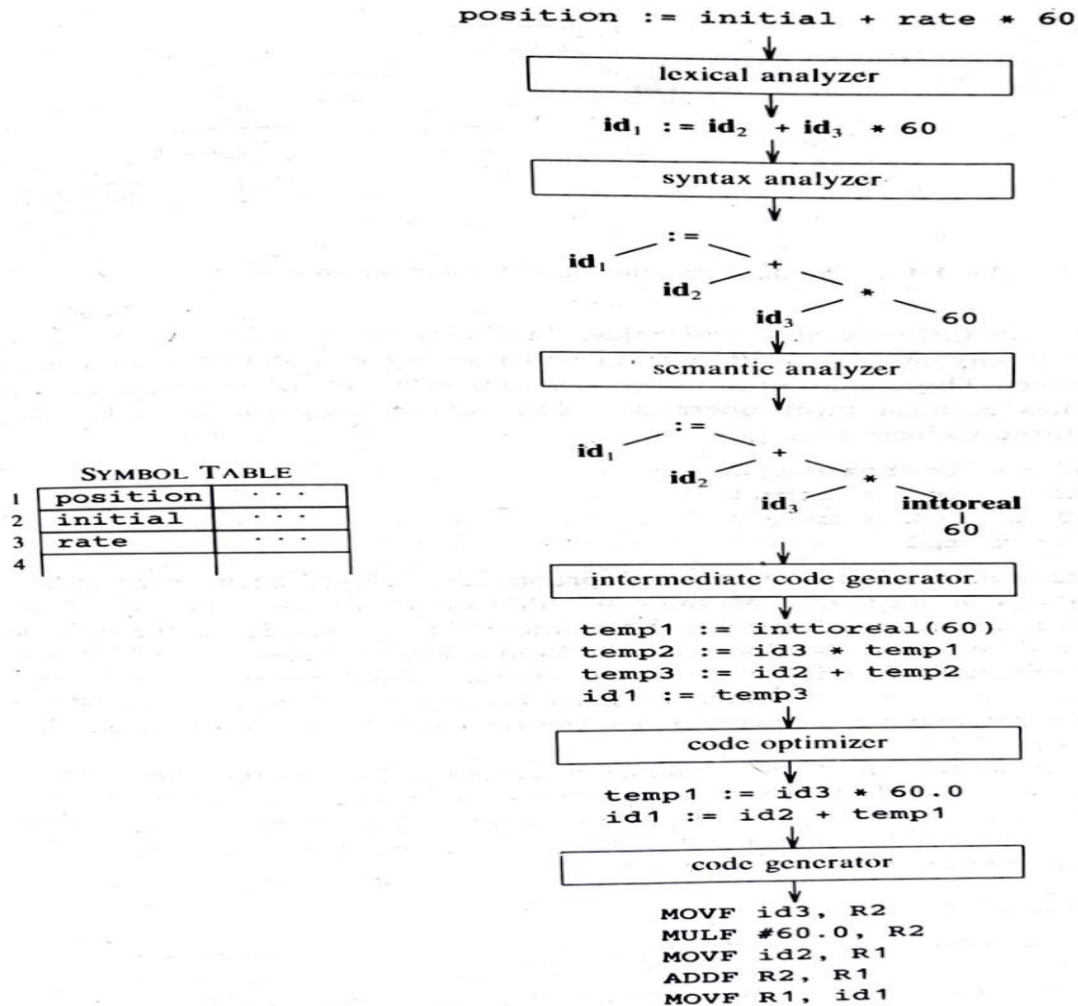 position := initial + rate * 60
lexical analyzer
id₁ := id₂ + id₃ * 60
syntax analyzer
:=
id₁ +
id₂ *
id₃ 60
semantic analyzer
:=
id₁ +
id₂ *
id₃ inttoreal
60
SYMBOL TABLE
1 position ...
2 initial ...
3 rate ...
4
intermediate code generator
temp1 := inttoreal(60)
temp2 := id3 * temp1
temp3 := id2 + temp2
id1 := temp3
code optimizer
temp1 := id3 * 60.0
id1 := id2 + temp1
code generator
MOVF id3, R2
MULF #60.0, R2
MOVF id2, R1
ADDF R2, R1
MOVF R1, id1